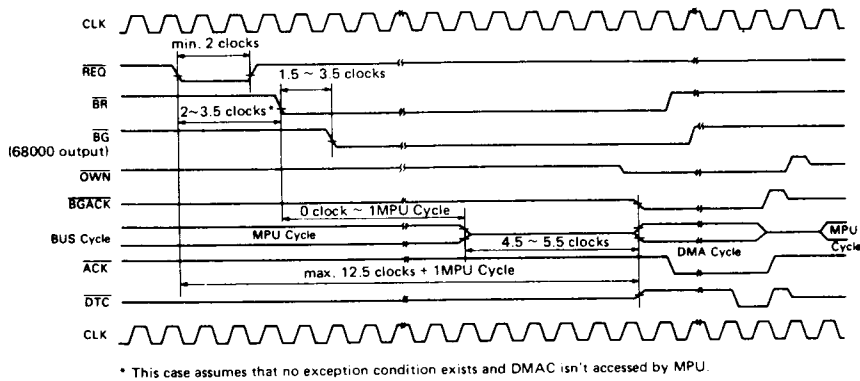 CLK
min. 2 clocks
REQ
1.5 ~ 3.5 clocks
BR
2~3.5 clocks*
BG
(68000 output)
OWN
BGACK
0 clock ~ 1MPU Cycle
BUS Cycle
MPU Cycle
4.5 ~ 5.5 clocks
DMA Cycle
MPU
Cycle
ACK
max. 12.5 clocks + 1MPU Cycle
DTC
CLK
* This case assumes that no exception condition exists and DMAC isn't accessed by MPU.